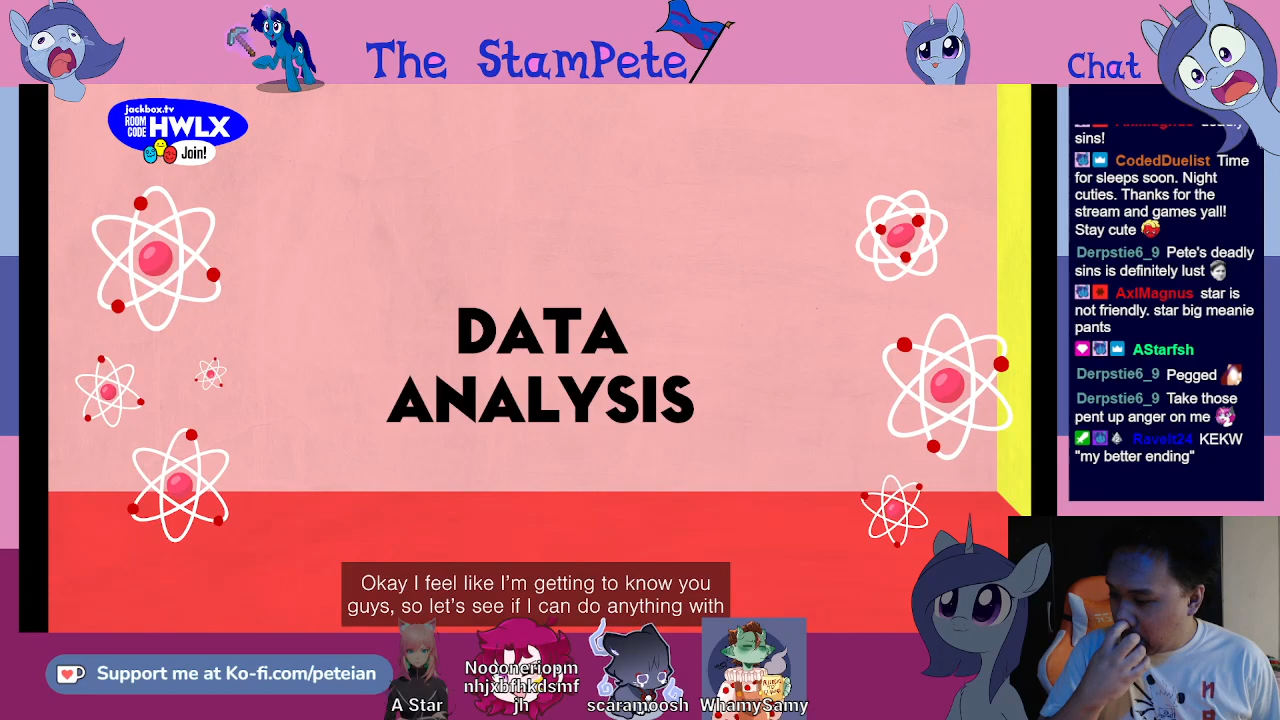 The StamPete
Chat
jackbox.tv
ROOM
CODE
HWLX
Join!
DATA
ANALYSIS
Okay I feel like I'm getting to know you
guys, so let's see if I can do anything with
sins!
CodedDuelist Time
for sleeps soon. Night
cuties. Thanks for the
stream and games yall!
Stay cute
Derpstie6_9 Pete's deadly
sins is definitely lust
AxlMagnus star is
not friendly. star big meanie
pants
AStarfsh
Derpstie6_9 Pegged
Derpstie6_9 Take those
pent up anger on me
Ravelt24 KEKW
"my better ending"
Support me at Ko-fi.com/peteian
A Star
Noooneriopm
nhjxbfhkdsmf
jh
scaramoosh
WhamySamy